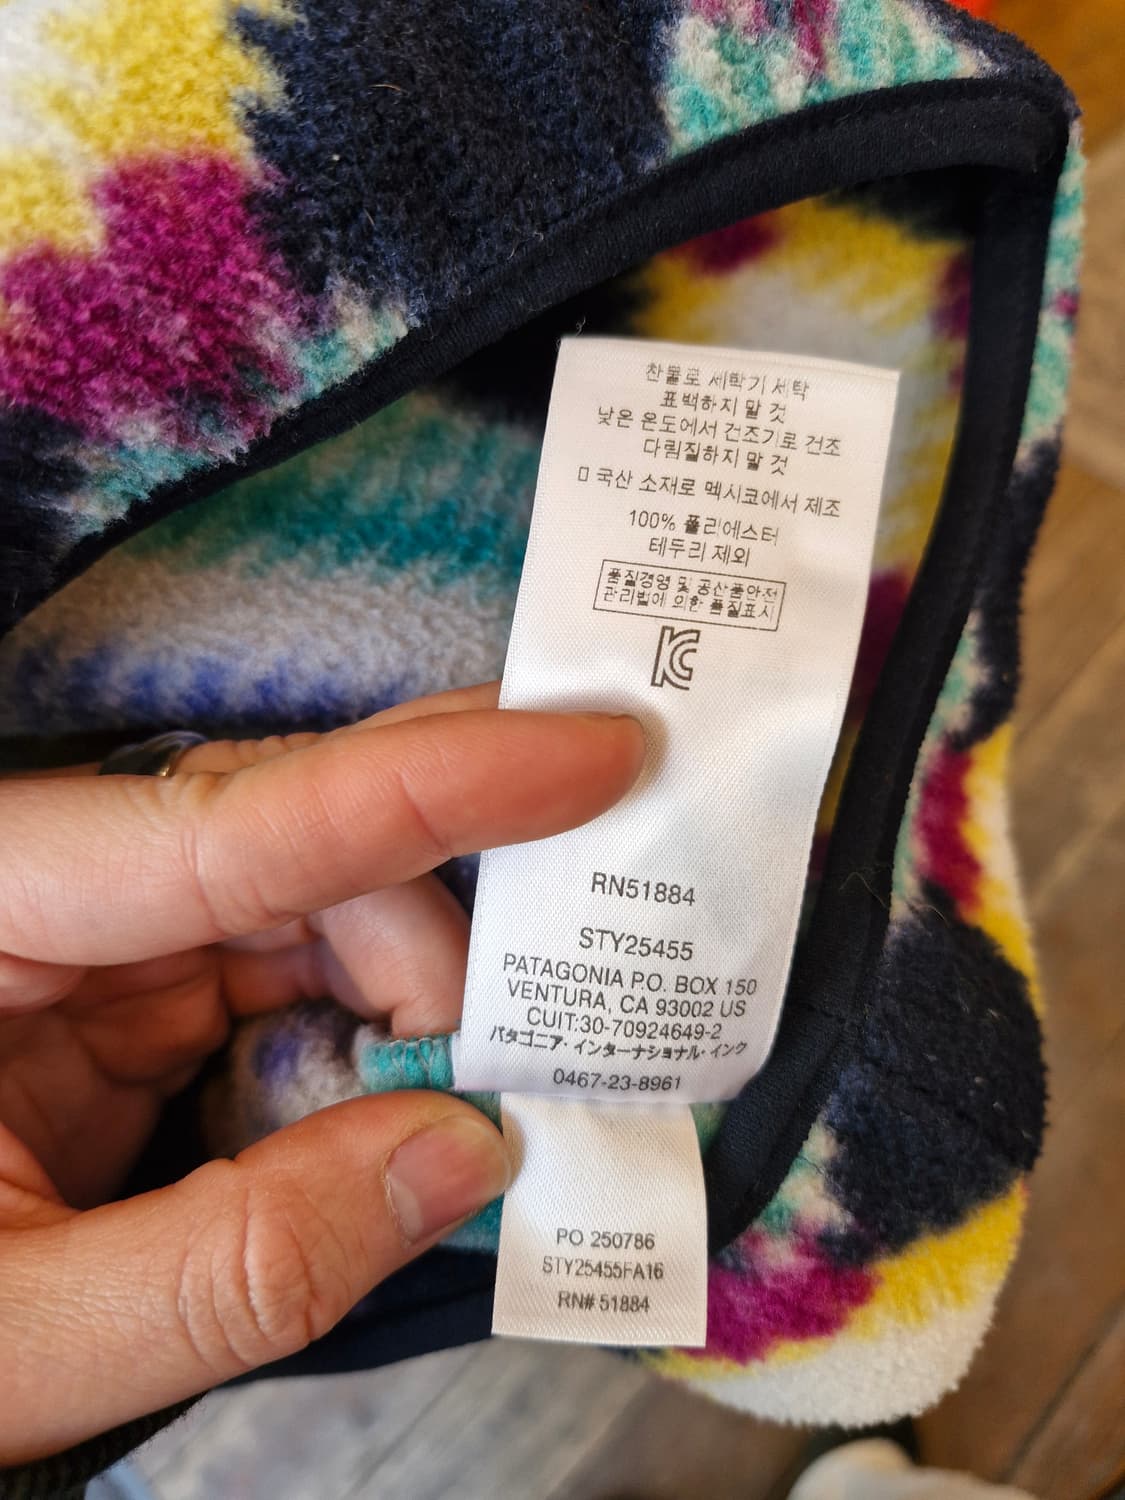 찬물로 세탁기 세탁
표백하지 말 것
낮은 온도에서 건조기로 건조
다림질하지 말 것
▯ 국산 소재로 멕시코에서 제조
100% 폴리에스터
테두리 제외
품질경영 및 공산품안전
관리법에 의한 품질표시
KC
RN51884
STY25455
PATAGONIA P.O. BOX 150
VENTURA, CA 93002 US
CUIT:30-70924649-2
パタゴニア・インターナショナル・インク
0467-23-8961
PO 250786
STY25455FA16
RN# 51884